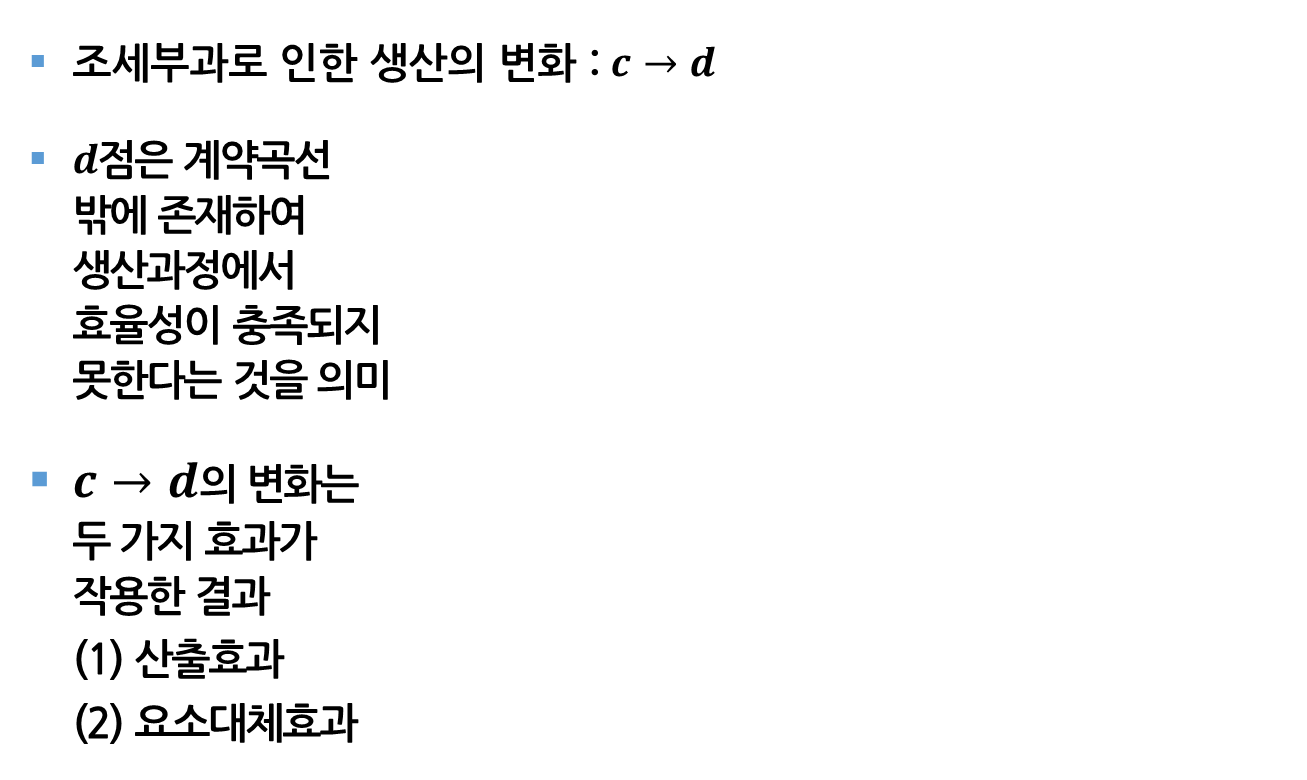 ▪ 조세부과로 인한 생산의 변화 : c → d
▪ d점은 계약곡선
밖에 존재하여
생산과정에서
효율성이 충족되지
못한다는 것을 의미
▪ c → d의 변화는
두 가지 효과가
작용한 결과
(1) 산출효과
(2) 요소대체효과